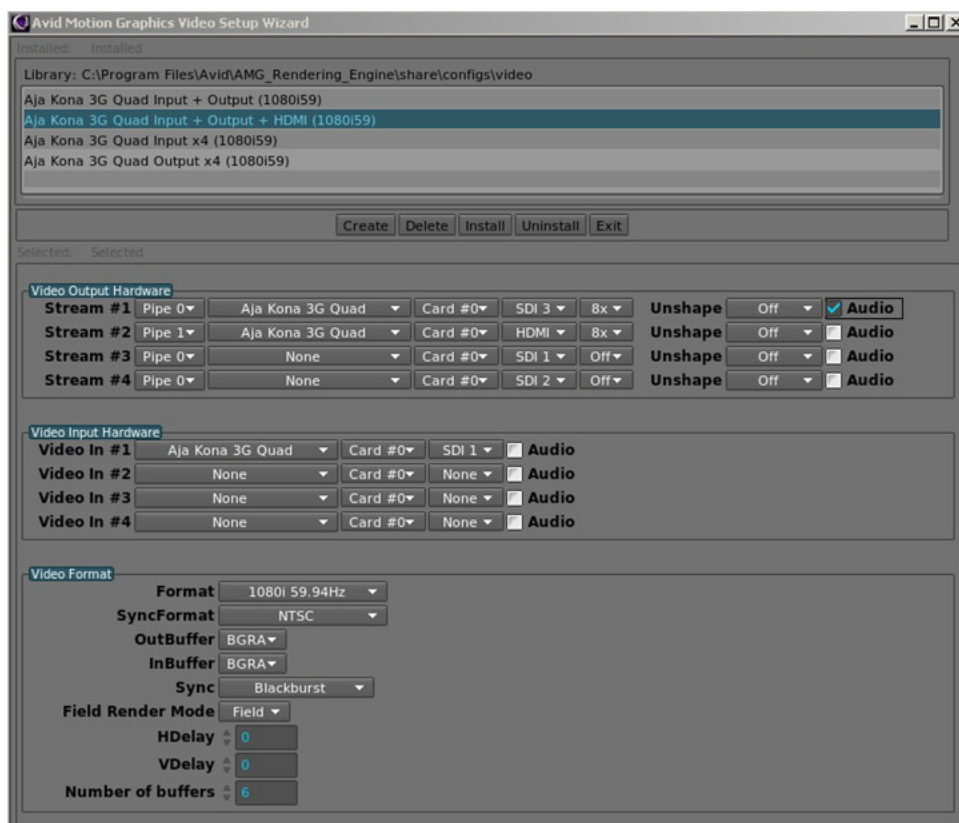 Avid Motion Graphics Video Setup Wizard
Installed: Installed
Library: C:\Program Files\Avid\AMG_Rendering_Engine\share\configs\video
Aja Kona 3G Quad Input + Output (1080i59)
Aja Kona 3G Quad Input + Output + HDMI (1080i59)
Aja Kona 3G Quad Input x4 (1080i59)
Aja Kona 3G Quad Output x4 (1080i59)
Create Delete Install Uninstall Exit
Selected: Selected
Video Output Hardware
Stream #1 Pipe 0 Aja Kona 3G Quad Card #0 SDI 3 8x Unshape Off Audio
Stream #2 Pipe 1 Aja Kona 3G Quad Card #0 HDMI 8x Unshape Off Audio
Stream #3 Pipe 0 None Card #0 SDI 1 Off Unshape Off Audio
Stream #4 Pipe 0 None Card #0 SDI 2 Off Unshape Off Audio
Video Input Hardware
Video In #1 Aja Kona 3G Quad Card #0 SDI 1 Audio
Video In #2 None Card #0 None Audio
Video In #3 None Card #0 None Audio
Video In #4 None Card #0 None Audio
Video Format
Format 1080i 59.94Hz
SyncFormat NTSC
OutBuffer BGRA
InBuffer BGRA
Sync Blackburst
Field Render Mode Field
HDelay 0
VDelay 0
Number of buffers 6